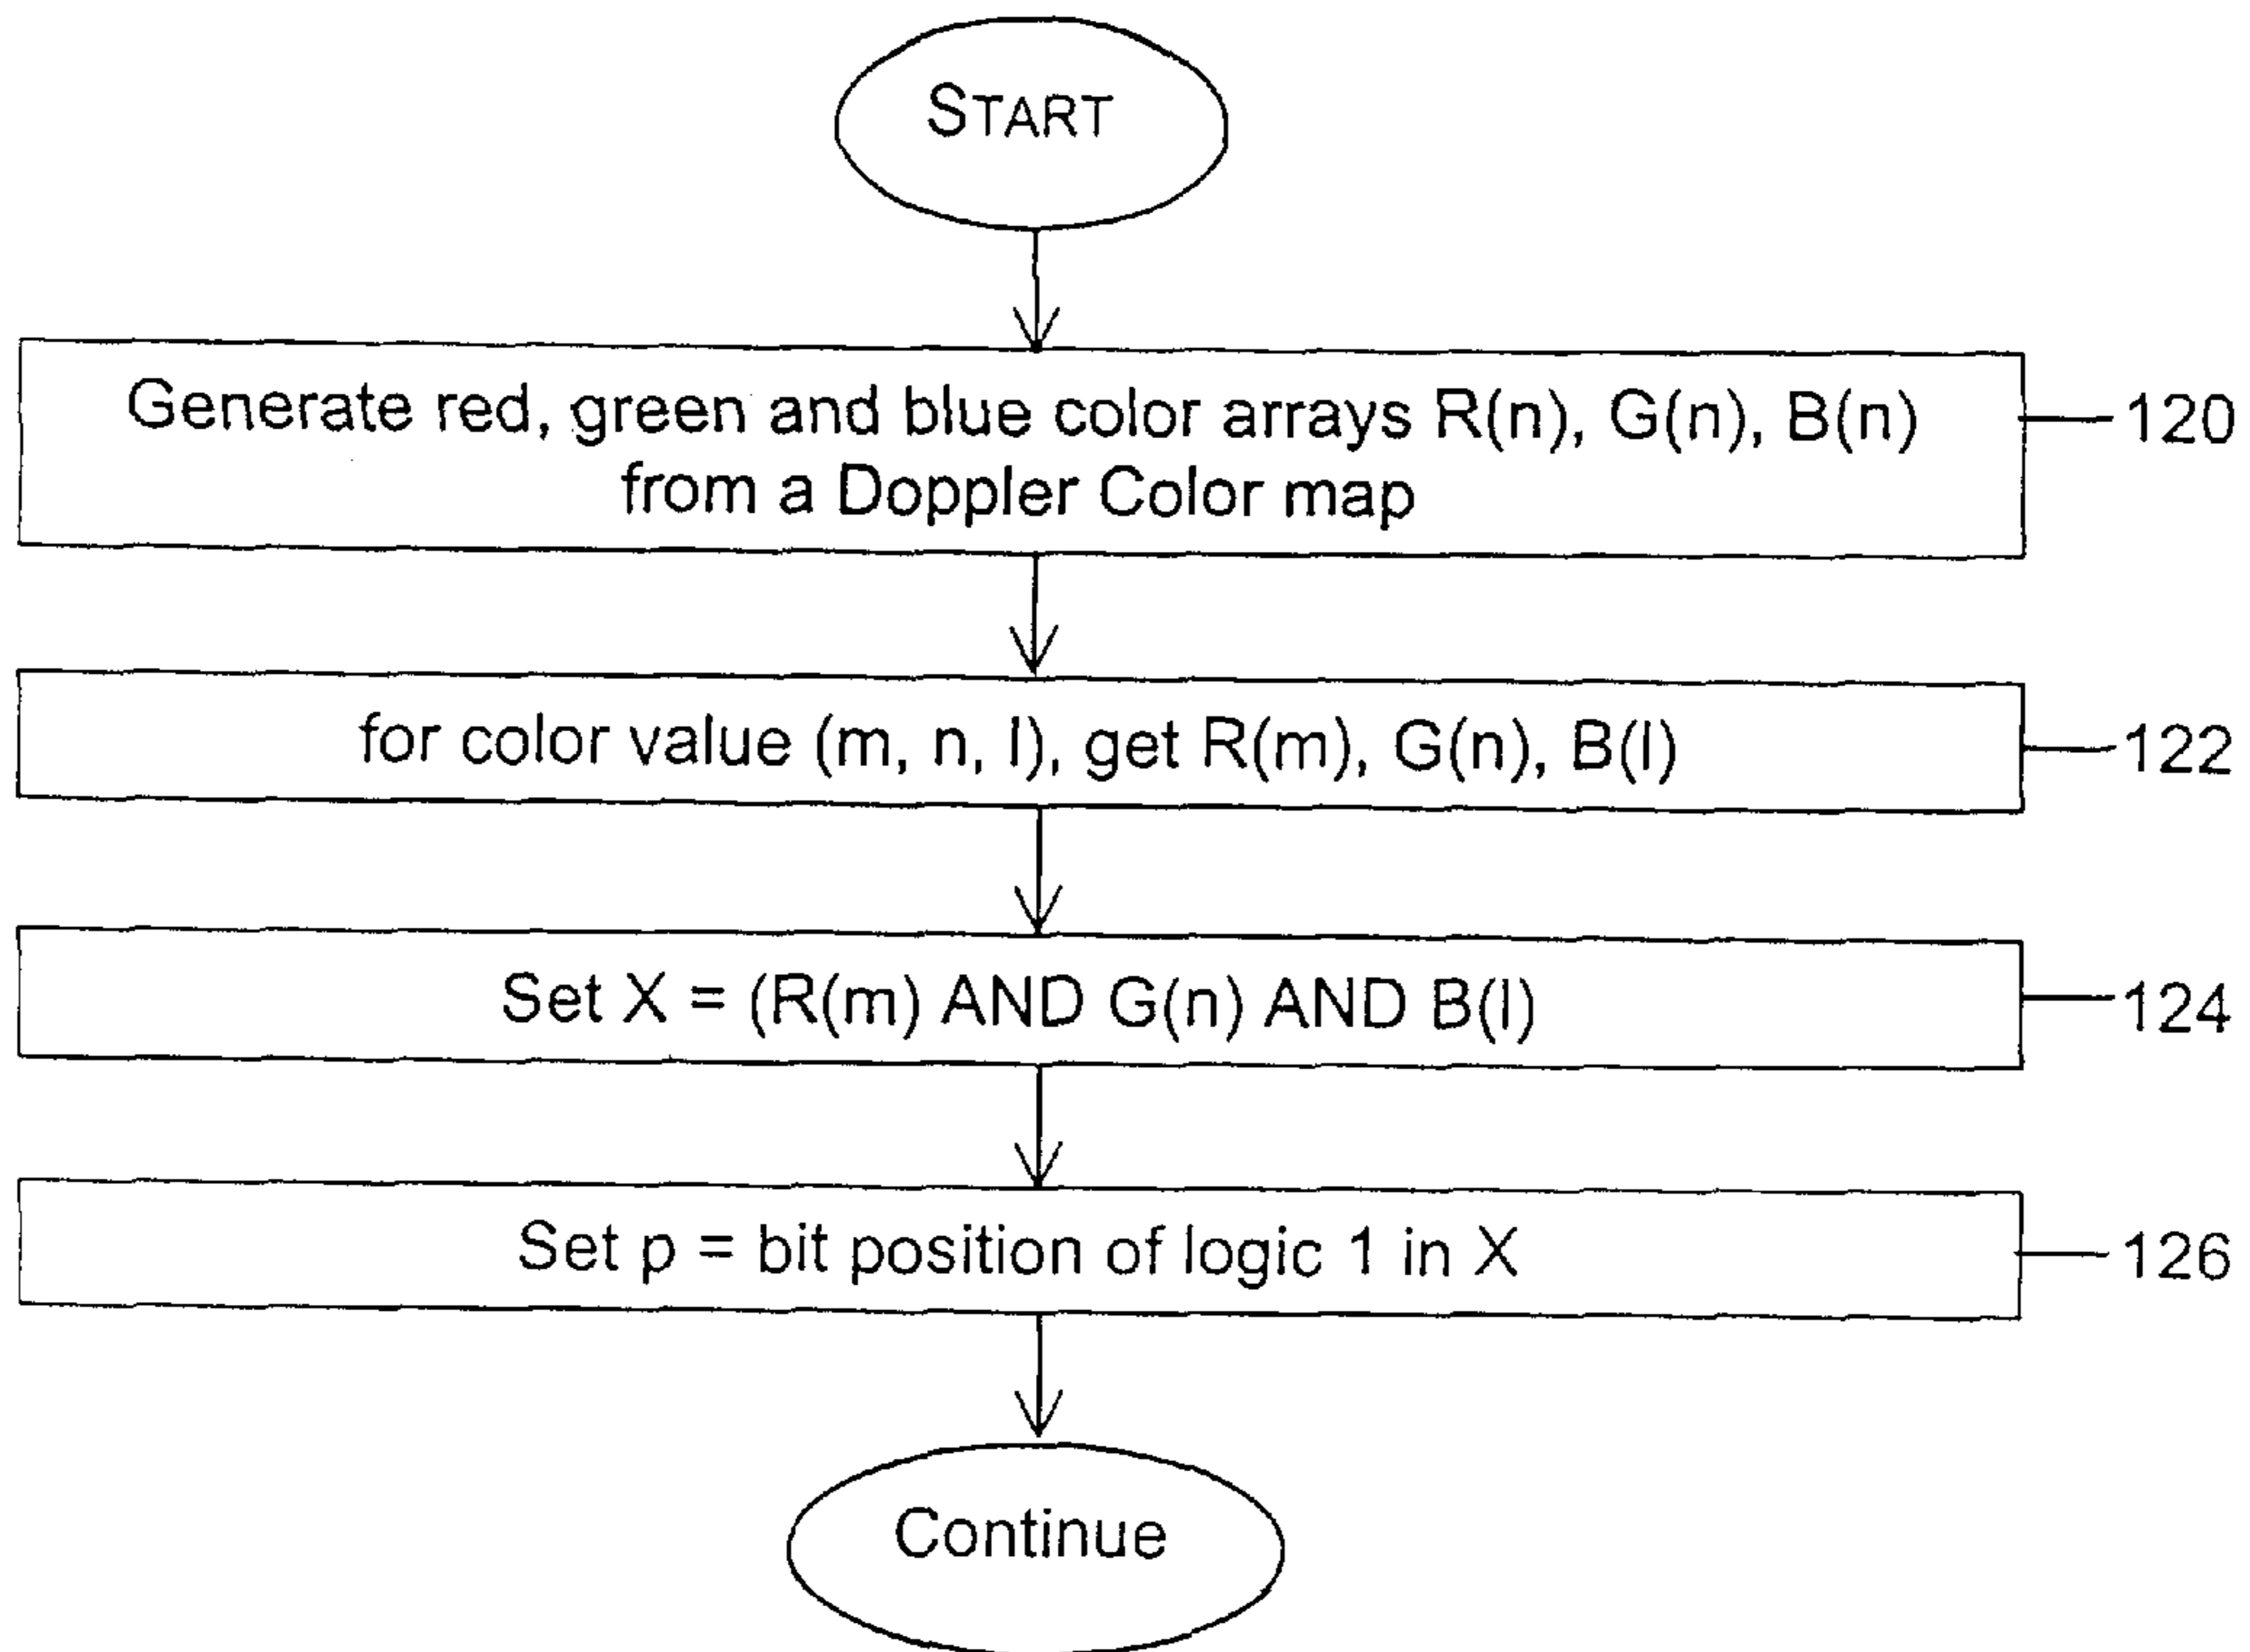 START
Generate red, green and blue color arrays R(n), G(n), B(n)
from a Doppler Color map
120
for color value (m, n, l), get R(m), G(n), B(l)
122
Set X = (R(m) AND G(n) AND B(l)
124
Set p = bit position of logic 1 in X
126
Continue